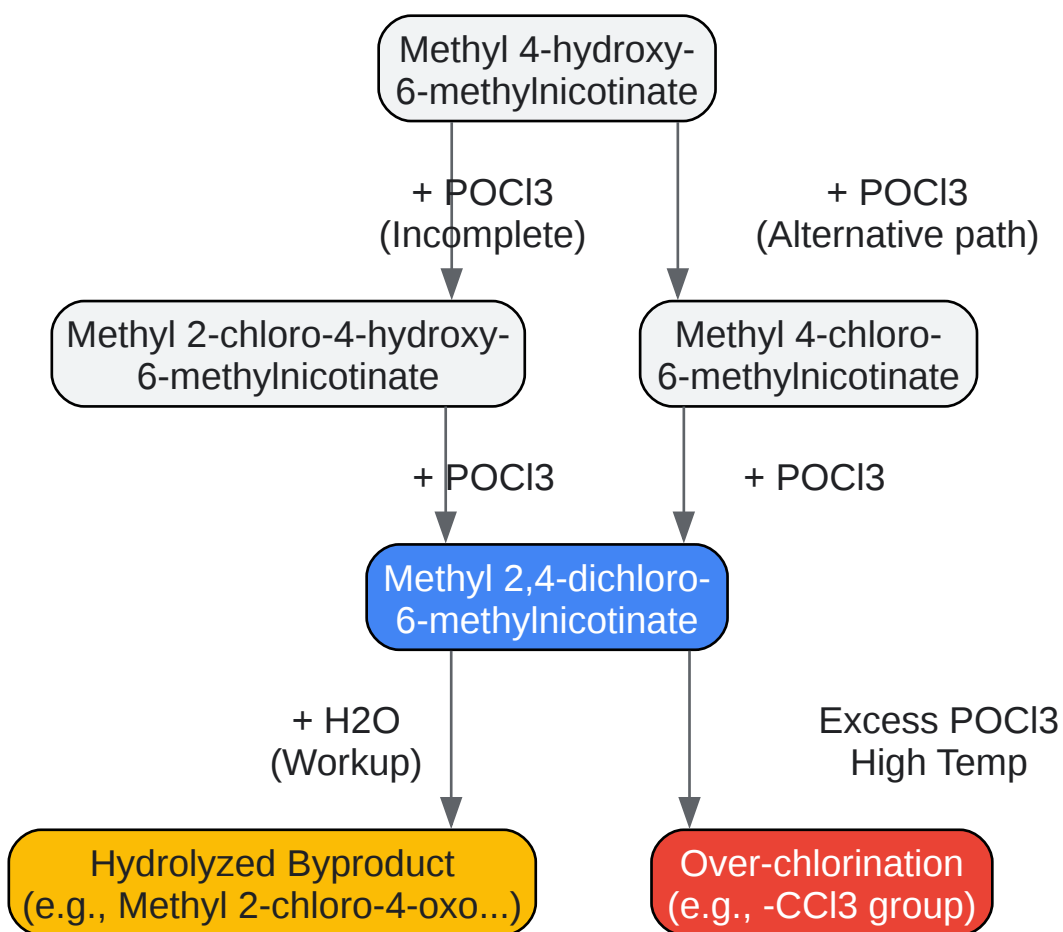 Methyl 4-hydroxy-
6-methylnicotinate
+ POCl3
(Incomplete)
+ POCl3
(Alternative path)
Methyl 2-chloro-4-hydroxy-
6-methylnicotinate
Methyl 4-chloro-
6-methylnicotinate
+ POCl3
+ POCl3
Methyl 2,4-dichloro-
6-methylnicotinate
+ H2O
(Workup)
Excess POCl3
High Temp
Hydrolyzed Byproduct
(e.g., Methyl 2-chloro-4-oxo...)
Over-chlorination
(e.g., -CCl3 group)